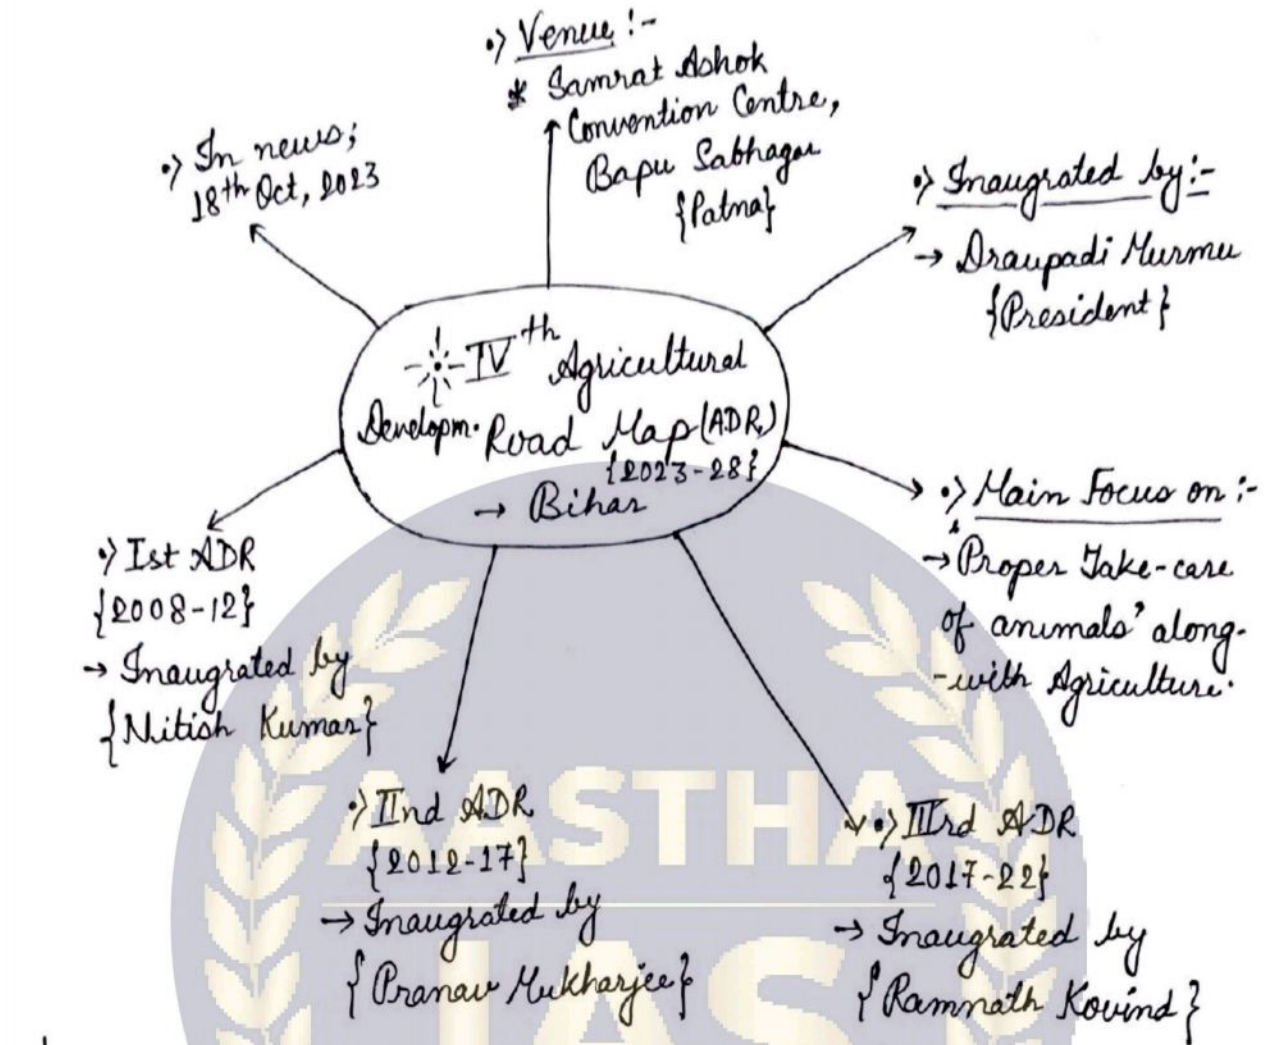 •) Venue :-
* Samrat Ashok
Convention Centre,
Bapu Sabhagar
{Patna}
•) In news;
18th Oct, 2023
•) Inaugrated by:-
→ Draupadi Murmu
{President}
IVth Agricultural
Developm. Road Map (ADR)
{2023-28}
→ Bihar
•) Main Focus on :-
→ Proper Take-care
of animals' along-
-with Agriculture.
•) Ist ADR
{2008-12}
→ Inaugrated by
{Nitish Kumar}
•) IInd ADR
{2012-17}
→ Inaugrated by
{Pranav Mukharjee}
•) IIIrd ADR
{2017-22}
→ Inaugrated by
{Ramnath Kovind}
AASTHA
IAS